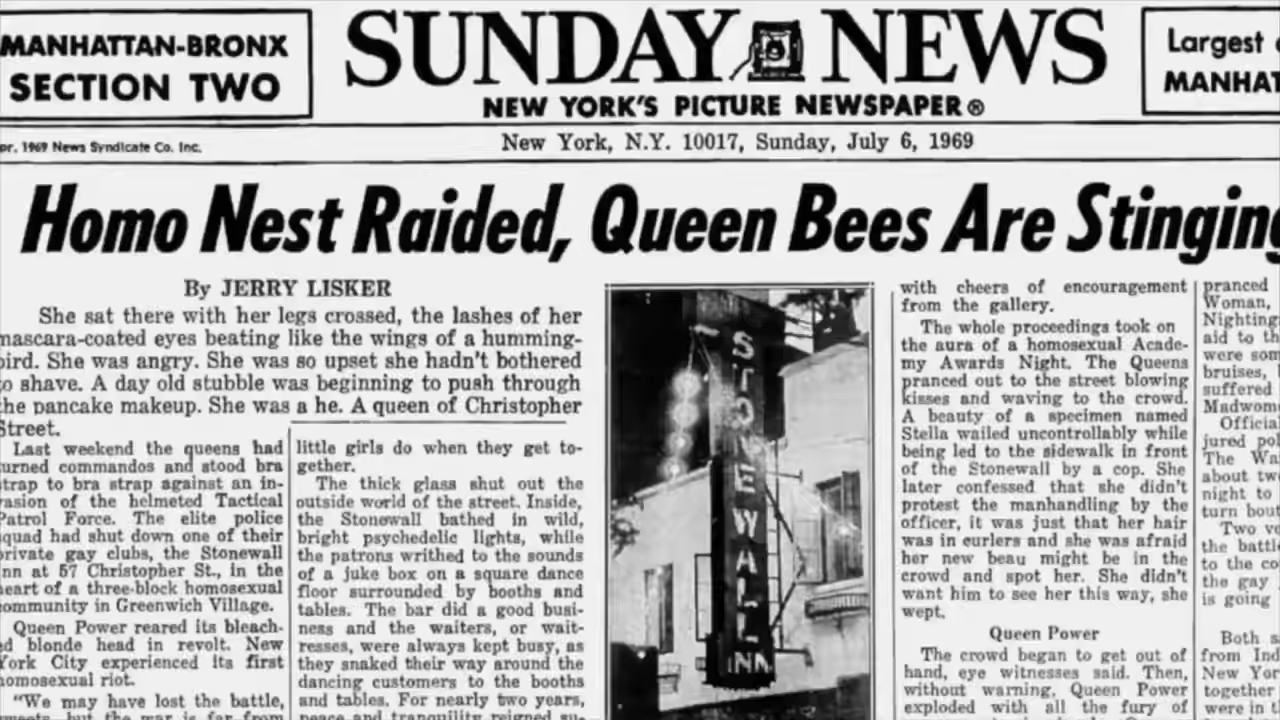 MANHATTAN-BRONX
SECTION TWO
SUNDAY NEWS
NEW YORK'S PICTURE NEWSPAPER®
Largest
MANHAT
pr. 1969 News Syndicate Co. Inc.
New York, N.Y. 10017, Sunday, July 6, 1969
Homo Nest Raided, Queen Bees Are Stinging
By JERRY LISKER
She sat there with her legs crossed, the lashes of her
mascara-coated eyes beating like the wings of a humming-
bird. She was angry. She was so upset she hadn't bothered
to shave. A day old stubble was beginning to push through
the pancake makeup. She was a he. A queen of Christopher
Street.
Last weekend the queens had
turned commandos and stood bra
strap to bra strap against an in-
vasion of the helmeted Tactical
Patrol Force. The elite police
squad had shut down one of their
private gay clubs, the Stonewall
Inn at 57 Christopher St., in the
heart of a three-block homosexual
community in Greenwich Village.
Queen Power reared its bleach-
ed blonde head in revolt. New
York City experienced its first
homosexual riot.
"We may have lost the battle,
sweets, but the war is far from
little girls do when they get to-
gether.
The thick glass shut out the
outside world of the street. Inside,
the Stonewall bathed in wild,
bright psychedelic lights, while
the patrons writhed to the sounds
of a juke box on a square dance
floor surrounded by booths and
tables. The bar did a good busi-
ness and the waiters, or wait-
resses, were always kept busy, as
they snaked their way around the
dancing customers to the booths
and tables. For nearly two years,
peace and tranquility reigned su-
STONEWALL
INN
with cheers of encouragement
from the gallery.
The whole proceedings took on
the aura of a homosexual Acade-
my Awards Night. The Queens
pranced out to the street blowing
kisses and waving to the crowd.
A beauty of a specimen named
Stella wailed uncontrollably while
being led to the sidewalk in front
of the Stonewall by a cop. She
later confessed that she didn't
protest the manhandling by the
officer, it was just that her hair
was in curlers and she was afraid
her new beau might be in the
crowd and spot her. She didn't
want him to see her this way, she
wept.
Queen Power
The crowd began to get out of
hand, eye witnesses said. Then,
without warning, Queen Power
exploded with all the fury of
pranced
Woman,
Nighting
aid to th
were som
bruises,
suffered
Madwom
Official
jured pol
The Wa
about tw
night to
turn bout
Two ve
the battl
to the co
the gay
is going
Both s
from Ind
New Yor
together
were in t